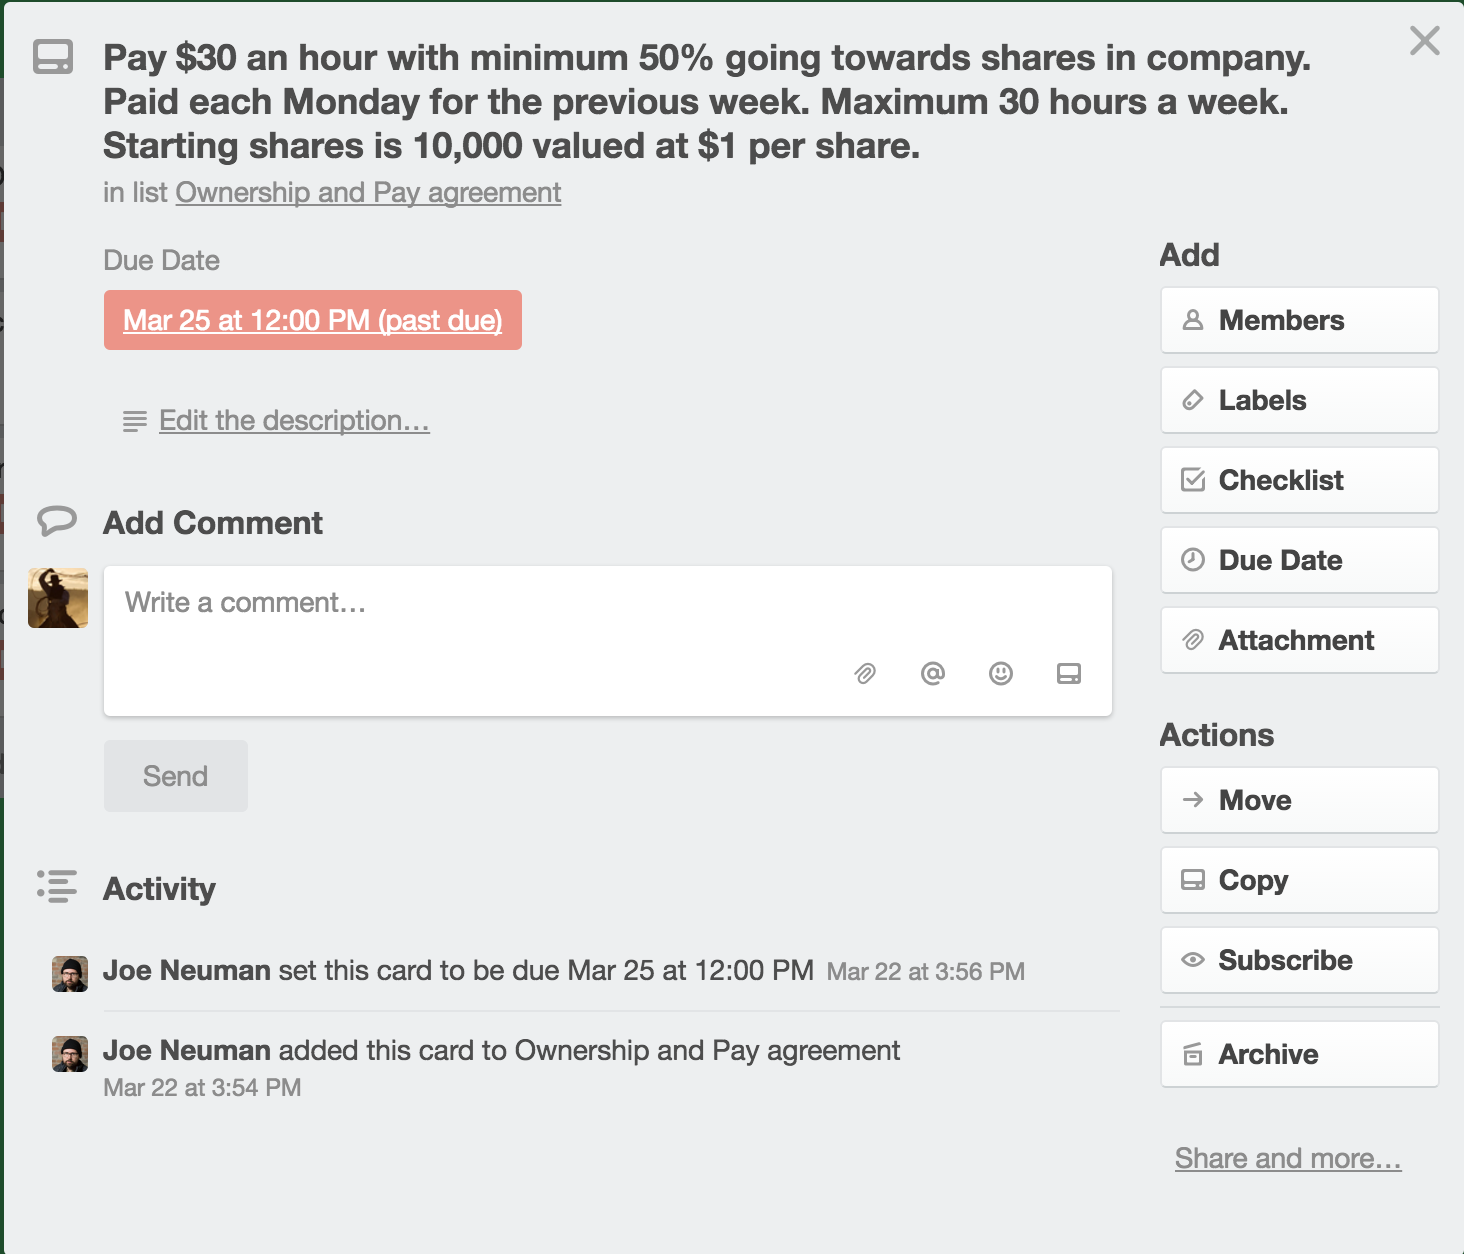 Pay $30 an hour with minimum 50% going towards shares in company.
Paid each Monday for the previous week. Maximum 30 hours a week.
Starting shares is 10,000 valued at $1 per share.
in list Ownership and Pay agreement
Due Date
Mar 25 at 12:00 PM (past due)
Edit the description…
Add Comment
Write a comment…
Send
Activity
Joe Neuman set this card to be due Mar 25 at 12:00 PM Mar 22 at 3:56 PM
Joe Neuman added this card to Ownership and Pay agreement
Mar 22 at 3:54 PM
Add
Members
Labels
Checklist
Due Date
Attachment
Actions
Move
Copy
Subscribe
Archive
Share and more…